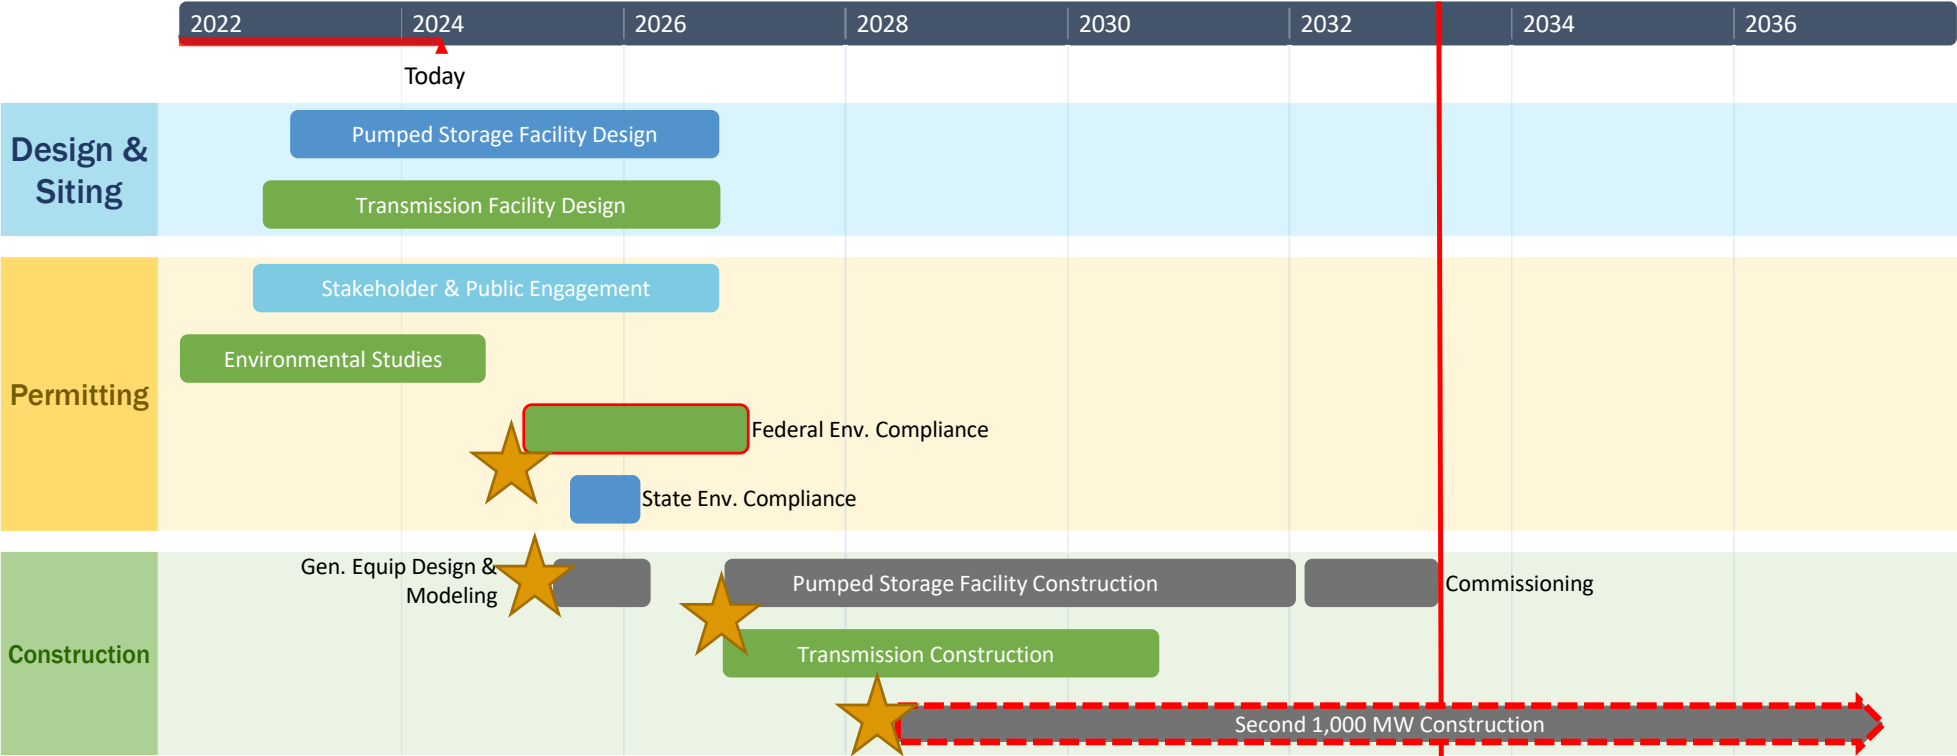 2022 2024 2026 2028 2030 2032 2034 2036
Today
Design &
Siting
Pumped Storage Facility Design
Transmission Facility Design
Permitting
Stakeholder & Public Engagement
Environmental Studies
Federal Env. Compliance
State Env. Compliance
Construction
Gen. Equip Design &
Modeling
Pumped Storage Facility Construction
Commissioning
Transmission Construction
Second 1,000 MW Construction